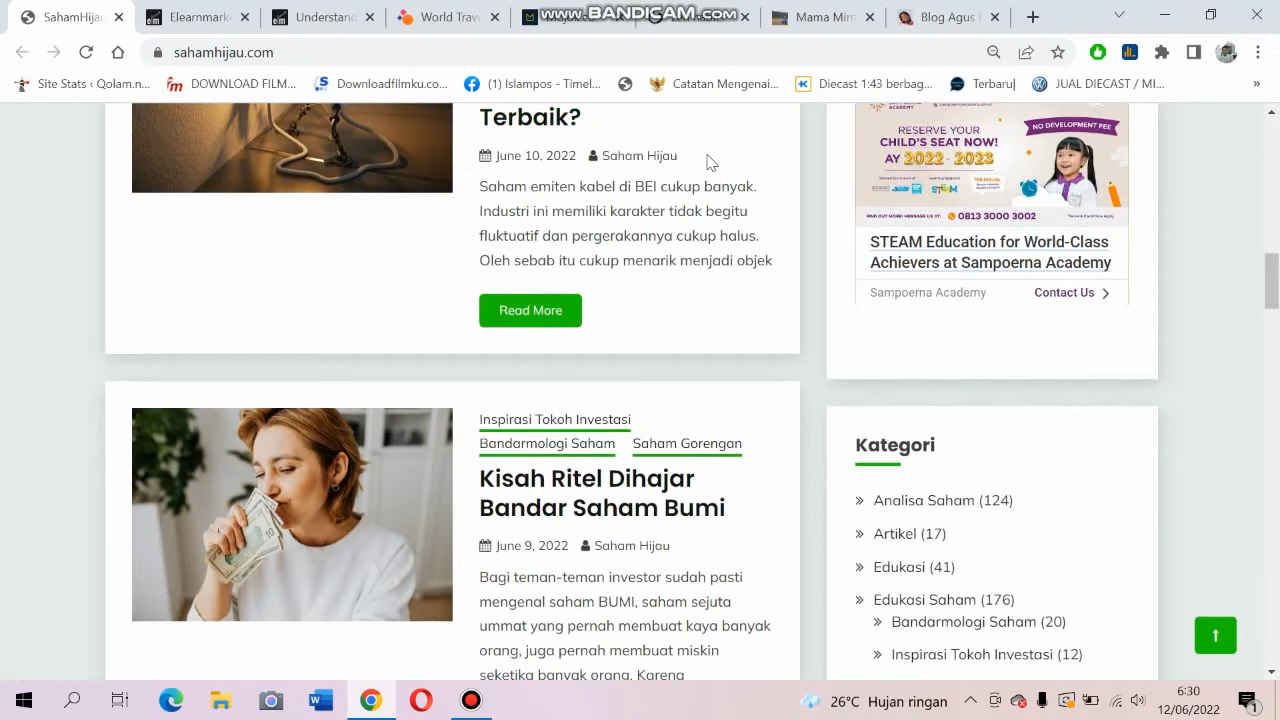 www.BANDICAM.com
SahamHijau
Elearnmark
Understand
World Trav
Mama Min
Blog Agus
sahamhijau.com
Site Stats ‹ Qolam.n...
DOWNLOAD FILM...
Downloadfilmku.co...
(1) Islampos - Timel...
Catatan Mengenai...
Diecast 1:43 berbag...
Terbaru|
JUAL DIECAST / MI...
»
Terbaik?
June 10, 2022 Saham Hijau
Saham emiten kabel di BEI cukup banyak.
Industri ini memiliki karakter tidak begitu
fluktuatif dan pergerakannya cukup halus.
Oleh sebab itu cukup menarik menjadi objek
Read More
Inspirasi Tokoh Investasi
Bandarmologi Saham Saham Gorengan
Kisah Ritel Dihajar
Bandar Saham Bumi
June 9, 2022 Saham Hijau
Bagi teman-teman investor sudah pasti
mengenal saham BUMI, saham sejuta
ummat yang pernah membuat kaya banyak
orang, juga pernah membuat miskin
seketika banyak orang. Karena
RESERVE YOUR
CHILD'S SEAT NOW!
AY 2022 - 2023
NO DEVELOPMENT FEE
STEAM
FIND OUT MORE! MESSAGE US AT: 0813 3000 3002
STEAM Education for World-Class
Achievers at Sampoerna Academy
Sampoerna Academy
Contact Us
Kategori
Analisa Saham (124)
Artikel (17)
Edukasi (41)
Edukasi Saham (176)
Bandarmologi Saham (20)
Inspirasi Tokoh Investasi (12)
26°C Hujan ringan
6:30
12/06/2022
1